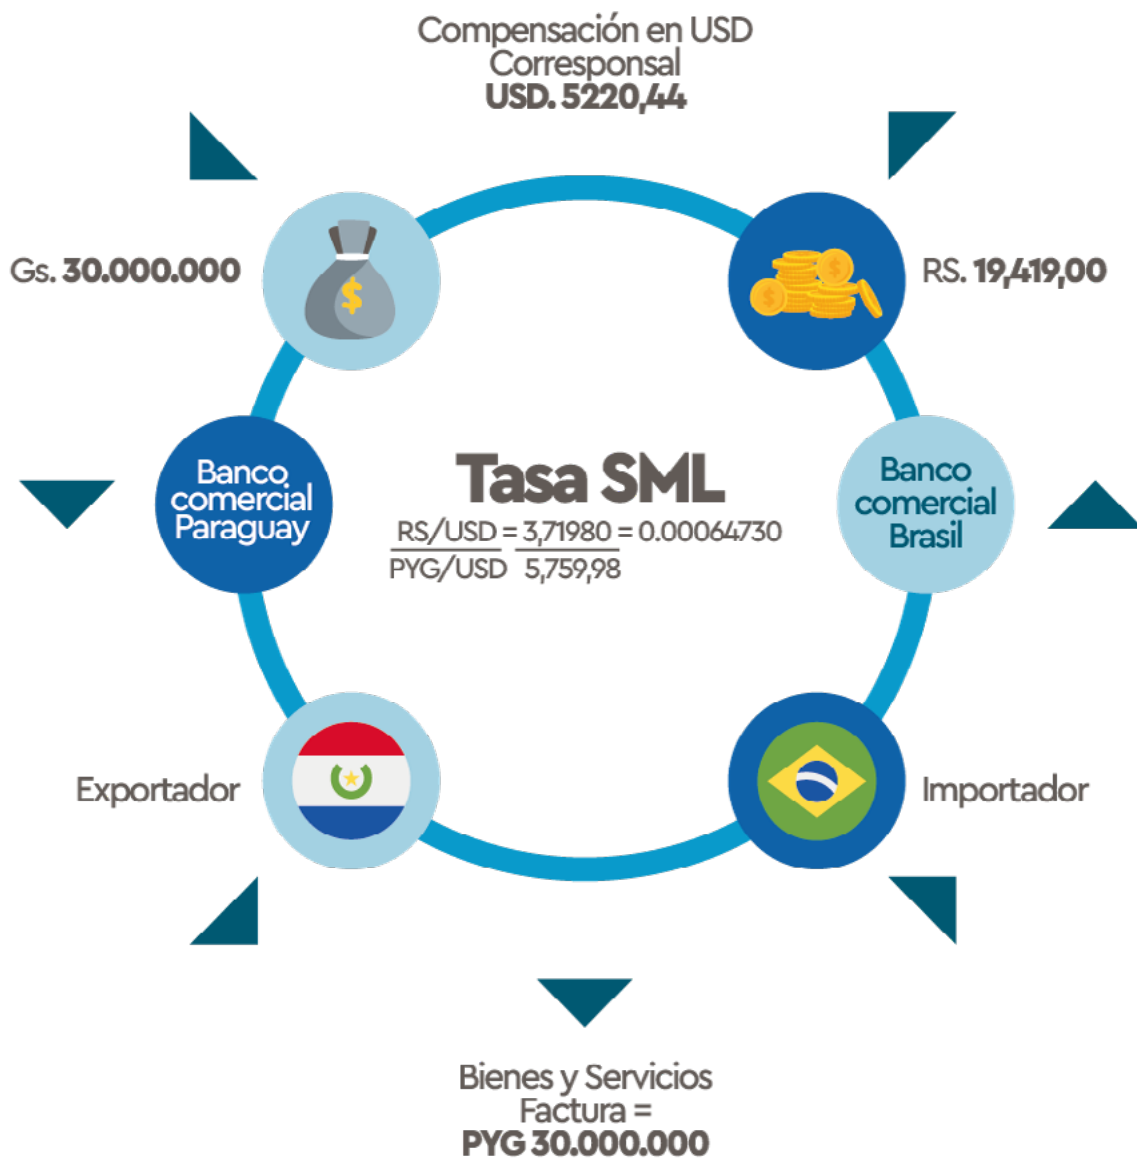 Compensación en USD
Corresponsal
USD. 5220,44
Gs. 30.000.000
RS. 19,419,00
Banco
comercial
Paraguay
Tasa SML
RS/USD = 3,71980 = 0.00064730
PYG/USD 5,759,98
Banco
comercial
Brasil
Exportador
Importador
Bienes y Servicios
Factura =
PYG 30.000.000